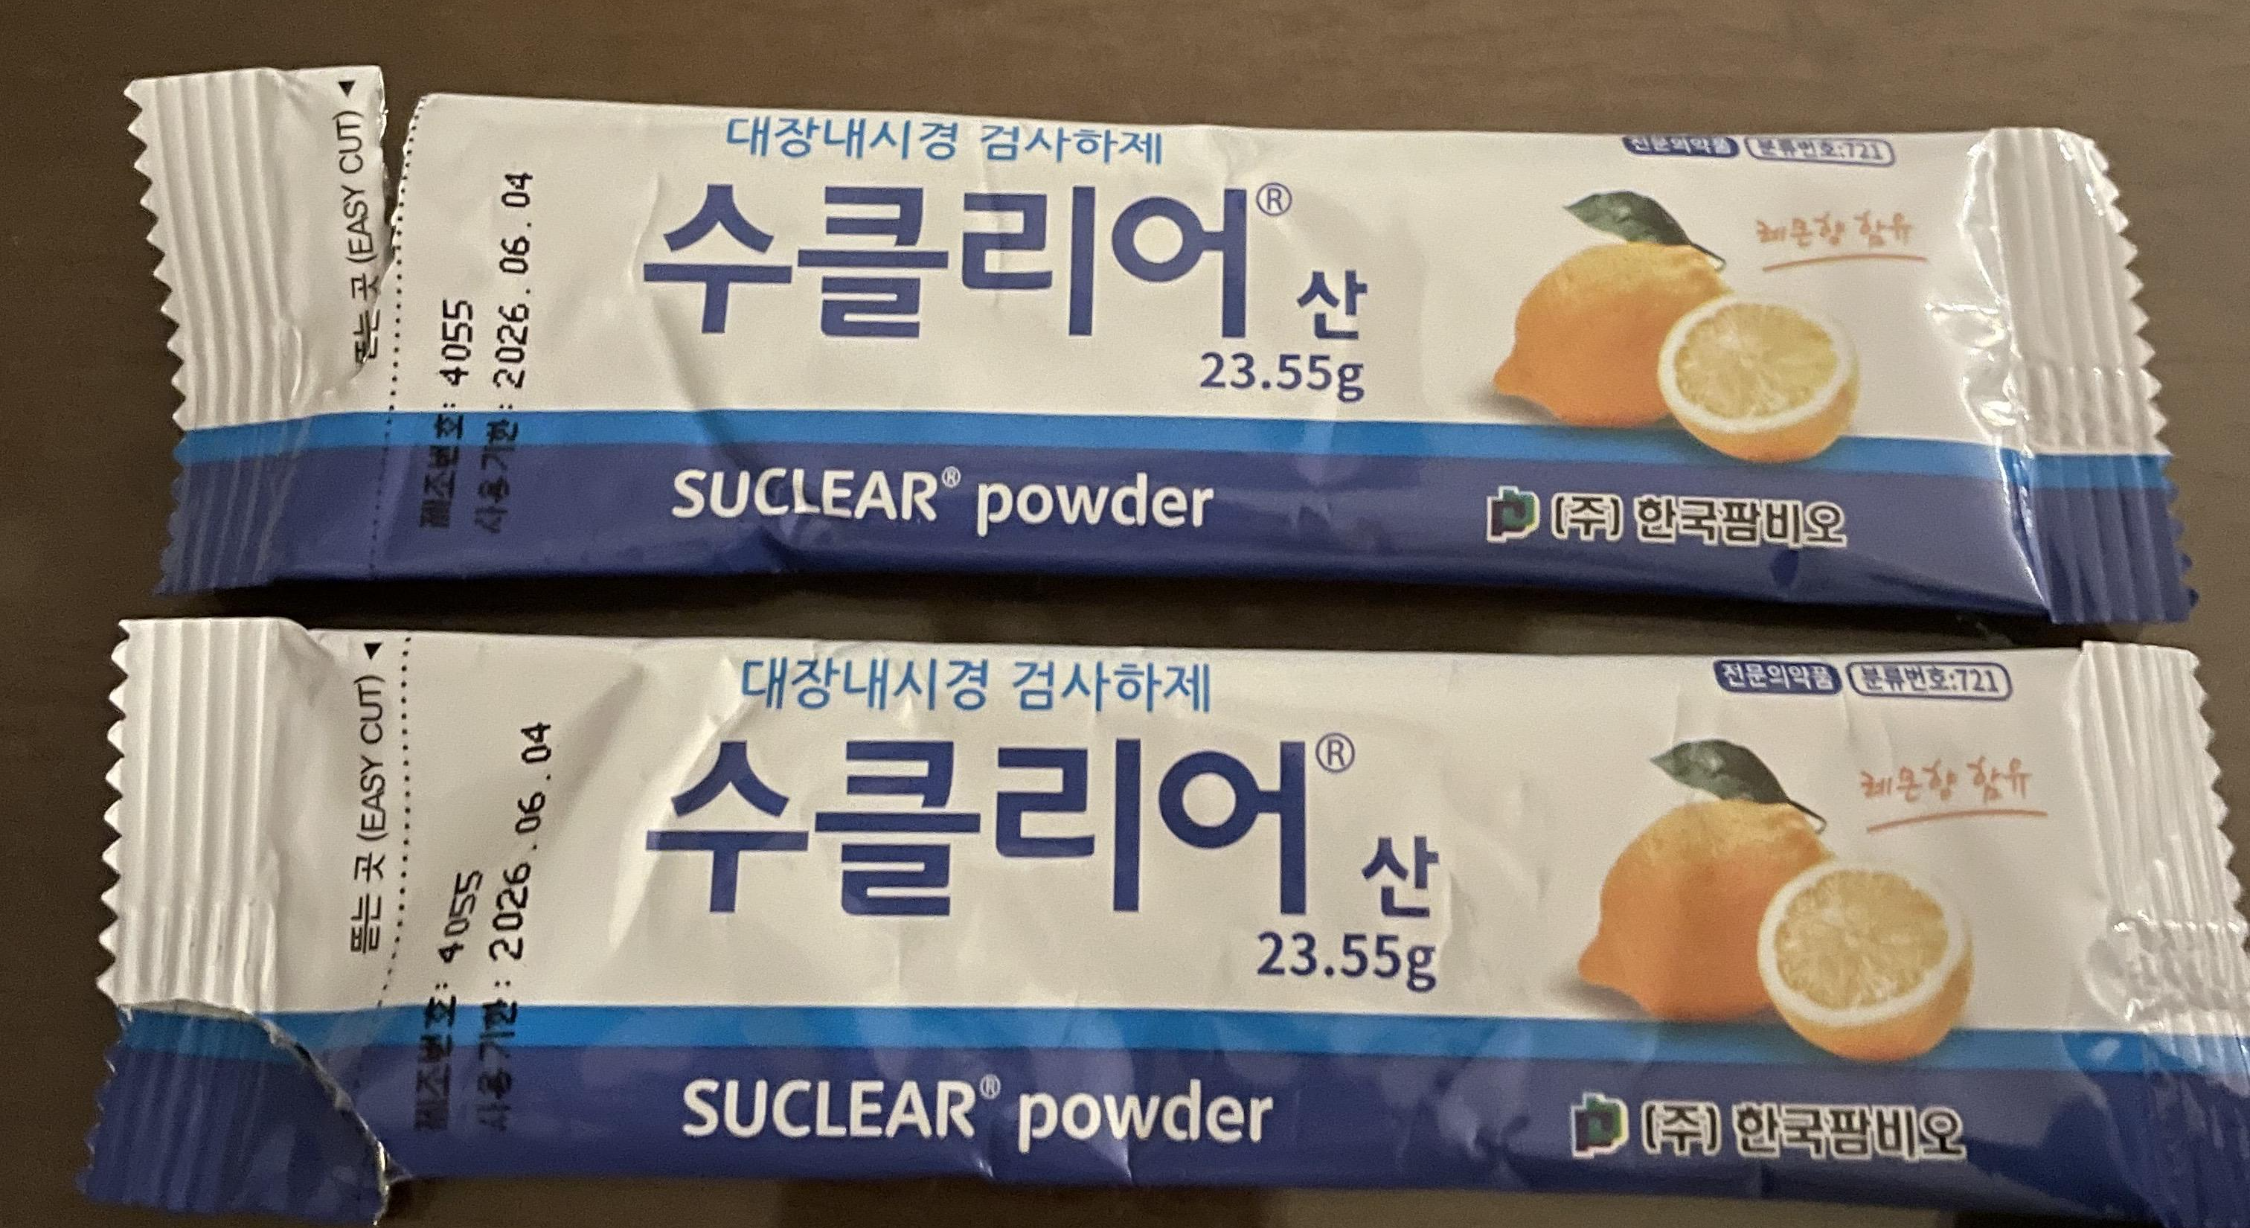 뜯는 곳 (EASY CUT) ◀
제조번호: 4055
사용기한: 2026.06.04
대장내시경 검사하제
수클리어® 산
23.55g
전문의약품 분류번호:721
레몬향 함유
SUCLEAR® powder
(주) 한국팜비오
뜯는 곳 (EASY CUT) ◀
제조번호: 4055
사용기한: 2026.06.04
대장내시경 검사하제
수클리어® 산
23.55g
전문의약품 분류번호:721
레몬향 함유
SUCLEAR® powder
(주) 한국팜비오